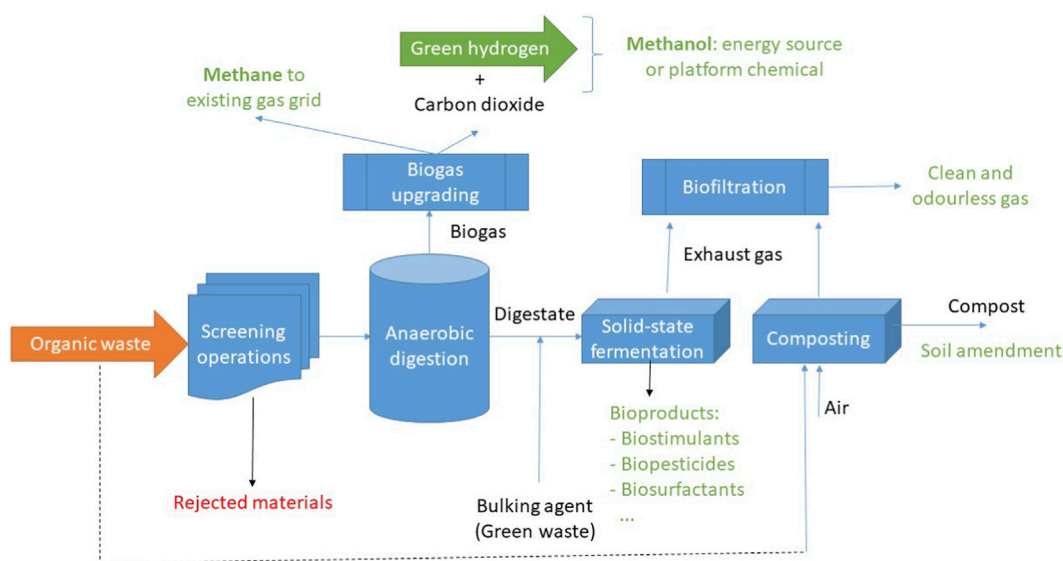 Green hydrogen
Methanol: energy source
or platform chemical
+
Carbon dioxide
Methane to
existing gas grid
Biogas
upgrading
Biofiltration
Clean and
odourless gas
Biogas
Exhaust gas
Organic waste
Screening
operations
Anaerobic
digestion
Digestate
Solid-state
fermentation
Composting
Compost
Soil amendment
Air
Bioproducts:
- Biostimulants
- Biopesticides
- Biosurfactants
...
Rejected materials
Bulking agent
(Green waste)